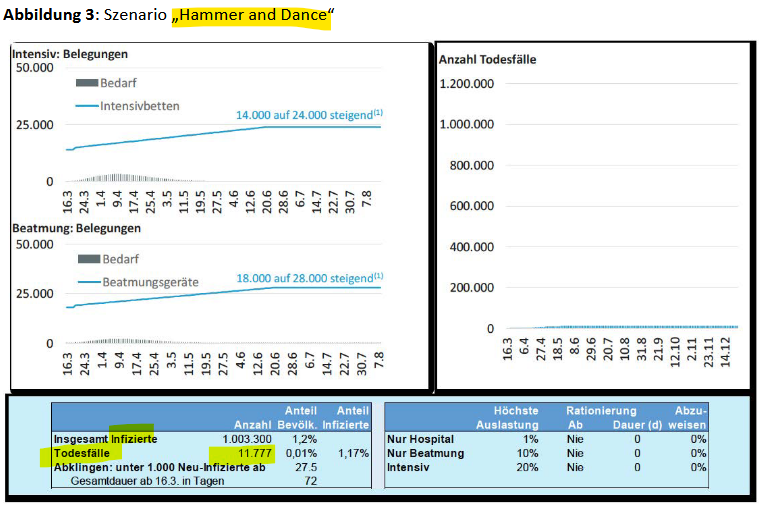 Abbildung 3: Szenario „Hammer and Dance“
Intensiv: Belegungen
50.000
Bedarf
Intensivbetten
14.000 auf 24.000 steigend(1)
25.000
0
16.3 24.3 1.4 9.4 17.4 25.4 3.5 11.5 19.5 27.5 4.6 12.6 20.6 28.6 6.7 14.7 22.7 30.7 7.8
Beatmung: Belegungen
50.000
Bedarf
Beatmungsgeräte
18.000 auf 28.000 steigend(1)
25.000
0
16.3 24.3 1.4 9.4 17.4 25.4 3.5 11.5 19.5 27.5 4.6 12.6 20.6 28.6 6.7 14.7 22.7 30.7 7.8
Anzahl Todesfälle
1.200.000
1.000.000
800.000
600.000
400.000
200.000
0
16.3 6.4 27.4 18.5 8.6 29.6 20.7 10.8 31.8 21.9 12.10 2.11 23.11 14.12
Anteil Anteil
Anzahl Bevölk. Infizierte
Insgesamt Infizierte 1.003.300 1,2%
Todesfälle 11.777 0,01% 1,17%
Abklingen: unter 1.000 Neu-Infizierte ab 27.5
Gesamtdauer ab 16.3. in Tagen 72
Höchste Rationierung Abzu-
Auslastung Ab Dauer (d) weisen
Nur Hospital 1% Nie 0 0%
Nur Beatmung 10% Nie 0 0%
Intensiv 20% Nie 0 0%